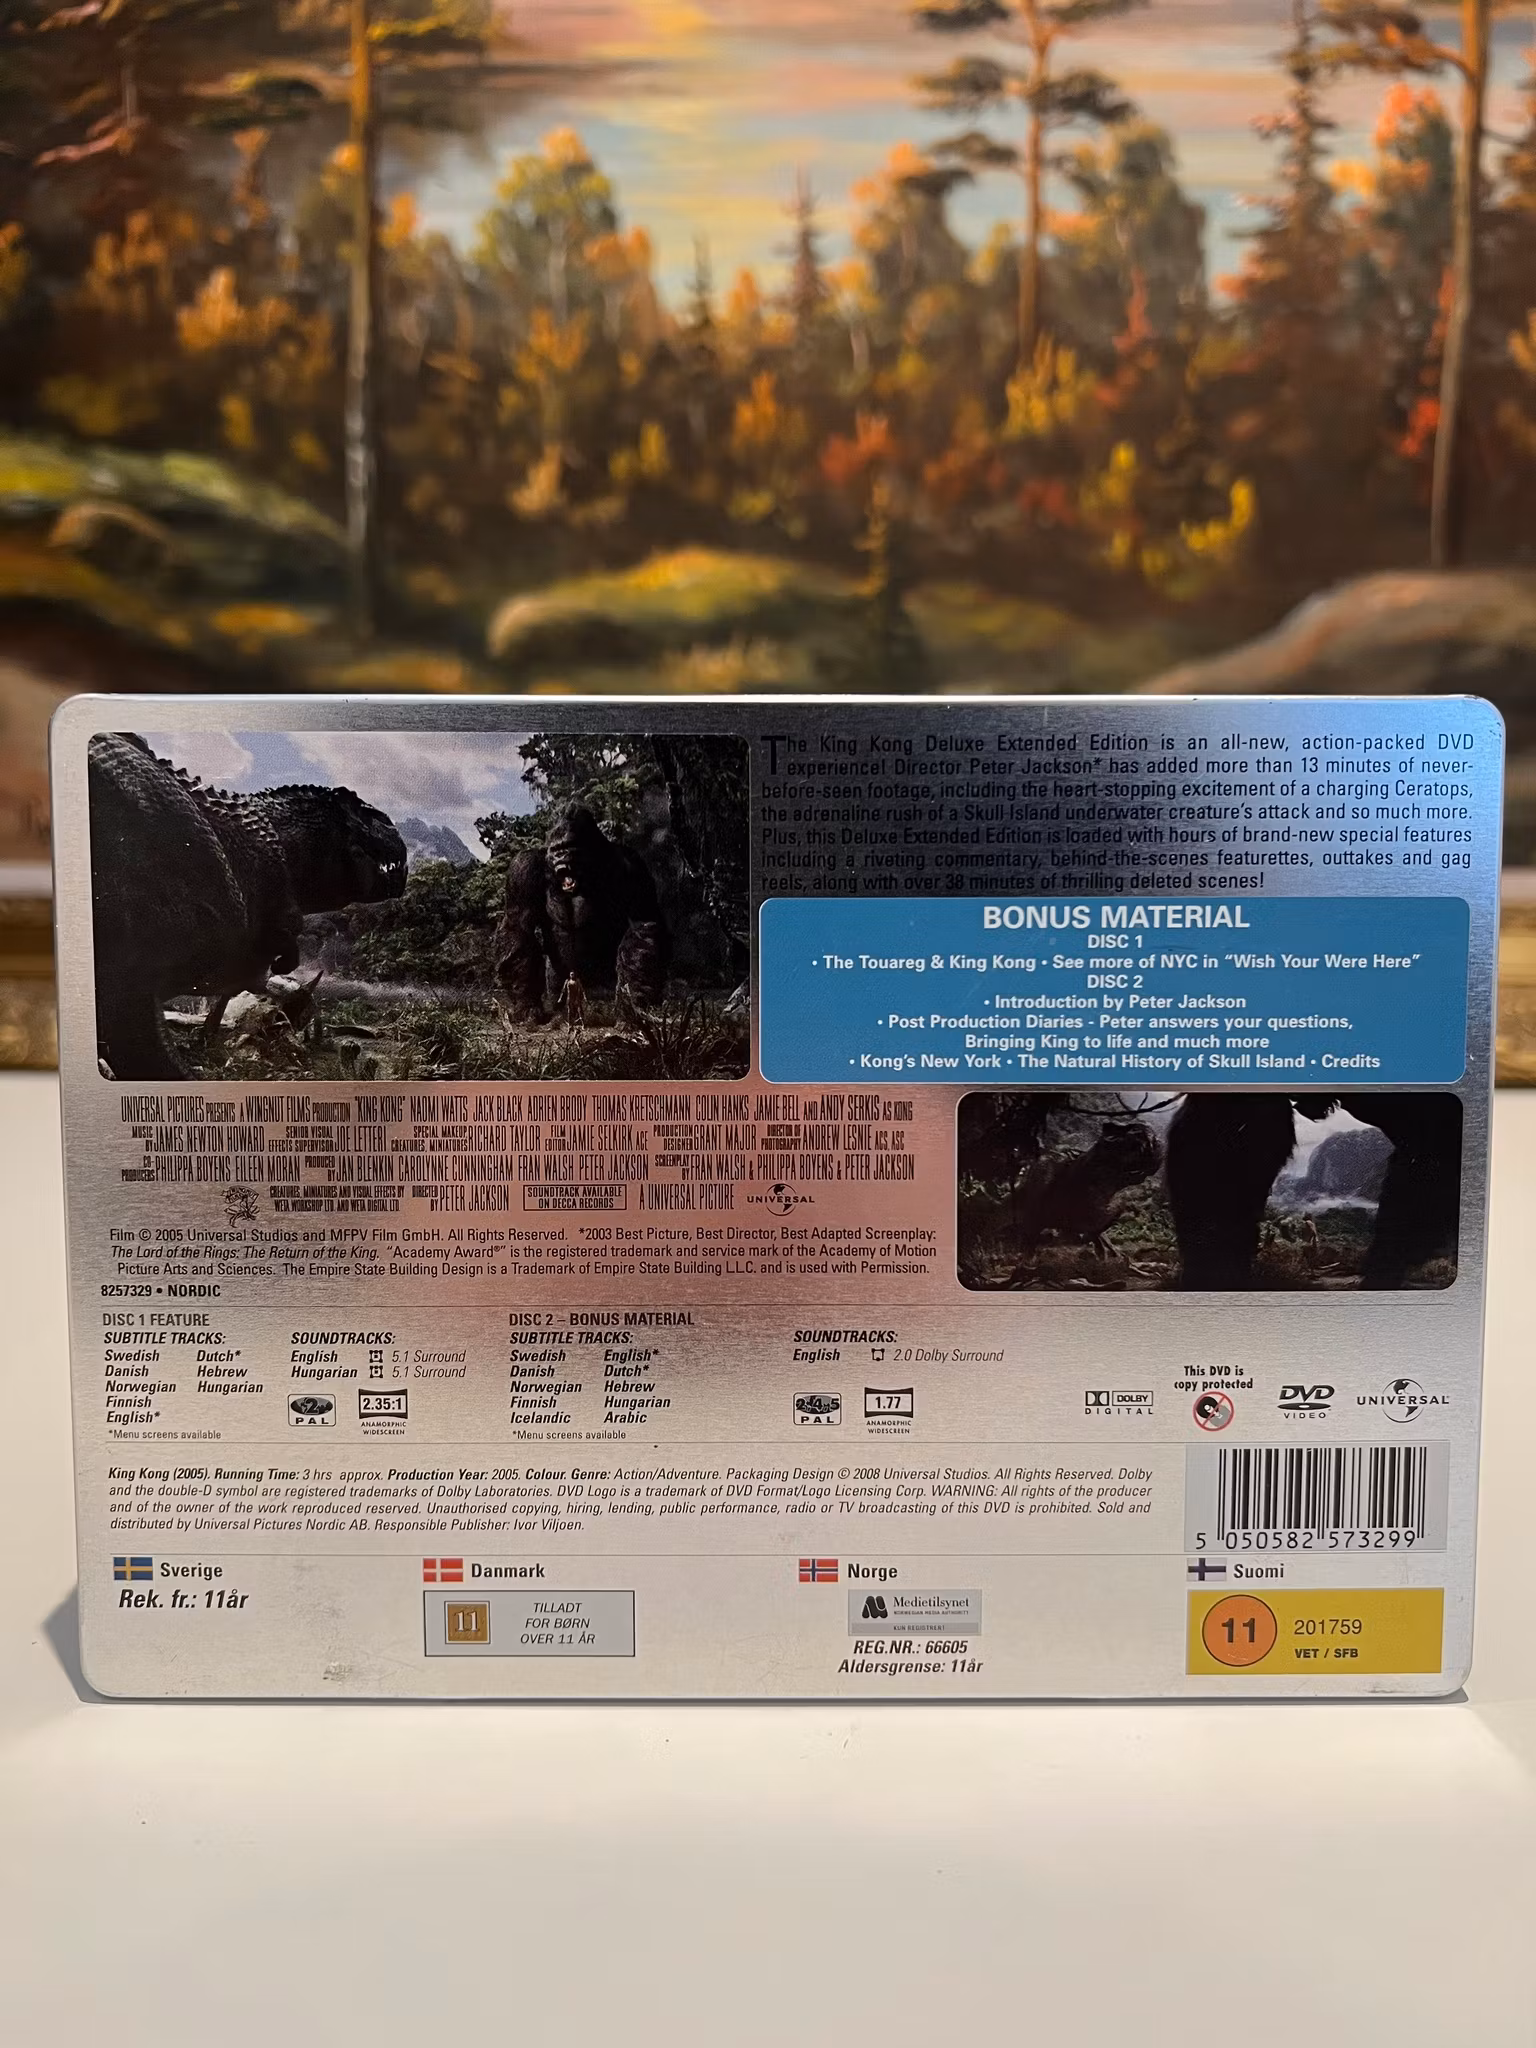 The King Kong Deluxe Extended Edition is an all-new, action-packed DVD
experience! Director Peter Jackson* has added more than 13 minutes of never-
before-seen footage, including the heart-stopping excitement of a charging Ceratops,
the adrenaline rush of a Skull Island underwater creature's attack and so much more.
Plus, this Deluxe Extended Edition is loaded with hours of brand-new special features
including a riveting commentary, behind-the-scenes featurettes, outtakes and gag
reels, along with over 38 minutes of thrilling deleted scenes!
BONUS MATERIAL
DISC 1
• The Touareg & King Kong • See more of NYC in “Wish Your Were Here”
DISC 2
• Introduction by Peter Jackson
• Post Production Diaries - Peter answers your questions,
Bringing King to life and much more
• Kong's New York • The Natural History of Skull Island • Credits
UNIVERSAL PICTURES PRESENTS A WINGNUT FILMS PRODUCTION "KING KONG" NAOMI WATTS JACK BLACK ADRIEN BRODY THOMAS KRETSCHMANN COLIN HANKS JAMIE BELL AND ANDY SERKIS AS KONG
MUSIC BY JAMES NEWTON HOWARD SENIOR VISUAL EFFECTS SUPERVISOR JOE LETTERI SPECIAL MAKEUP CREATURES, MINIATURES RICHARD TAYLOR FILM EDITOR JAMIE SELKIRK ACE PRODUCTION DESIGNER GRANT MAJOR DIRECTOR OF PHOTOGRAPHY ANDREW LESNIE ACS, ASC
CO-PRODUCERS PHILIPPA BOYENS EILEEN MORAN PRODUCED BY JAN BLENKIN CAROLYNNE CUNNINGHAM FRAN WALSH PETER JACKSON SCREENPLAY BY FRAN WALSH & PHILIPPA BOYENS & PETER JACKSON
CREATURES, MINIATURES AND VISUAL EFFECTS BY WETA WORKSHOP LTD. AND WETA DIGITAL LTD. DIRECTED BY PETER JACKSON SOUNDTRACK AVAILABLE ON DECCA RECORDS A UNIVERSAL PICTURE UNIVERSAL
Film © 2005 Universal Studios and MFPV Film GmbH. All Rights Reserved. *2003 Best Picture, Best Director, Best Adapted Screenplay:
The Lord of the Rings: The Return of the King. “Academy Award®” is the registered trademark and service mark of the Academy of Motion
Picture Arts and Sciences. The Empire State Building Design is a Trademark of Empire State Building L.L.C. and is used with Permission.
8257329 • NORDIC
DISC 1 FEATURE
SUBTITLE TRACKS:
Swedish Dutch*
Danish Hebrew
Norwegian Hungarian
Finnish
English*
*Menu screens available
SOUNDTRACKS:
English 5.1 Surround
Hungarian 5.1 Surround
2
PAL
2.35:1
ANAMORPHIC
WIDESCREEN
DISC 2 – BONUS MATERIAL
SUBTITLE TRACKS:
Swedish English*
Danish Dutch*
Norwegian Hebrew
Finnish Hungarian
Icelandic Arabic
*Menu screens available
SOUNDTRACKS:
English 2.0 Dolby Surround
2.4.5
PAL
1.77
ANAMORPHIC
WIDESCREEN
DOLBY
DIGITAL
This DVD is
copy protected
DVD
VIDEO
UNIVERSAL
King Kong (2005). Running Time: 3 hrs approx. Production Year: 2005. Colour. Genre: Action/Adventure. Packaging Design © 2008 Universal Studios. All Rights Reserved. Dolby
and the double-D symbol are registered trademarks of Dolby Laboratories. DVD Logo is a trademark of DVD Format/Logo Licensing Corp. WARNING: All rights of the producer
and of the owner of the work reproduced reserved. Unauthorised copying, hiring, lending, public performance, radio or TV broadcasting of this DVD is prohibited. Sold and
distributed by Universal Pictures Nordic AB. Responsible Publisher: Ivor Viljoen.
5 050582 573299
Sverige
Rek. fr.: 11år
Danmark
11
TILLADT
FOR BØRN
OVER 11 ÅR
Norge
Medietilsynet
NORWEGIAN MEDIA AUTHORITY
KUN REGISTRERT
REG.NR.: 66605
Aldersgrense: 11år
Suomi
11
201759
VET / SFB